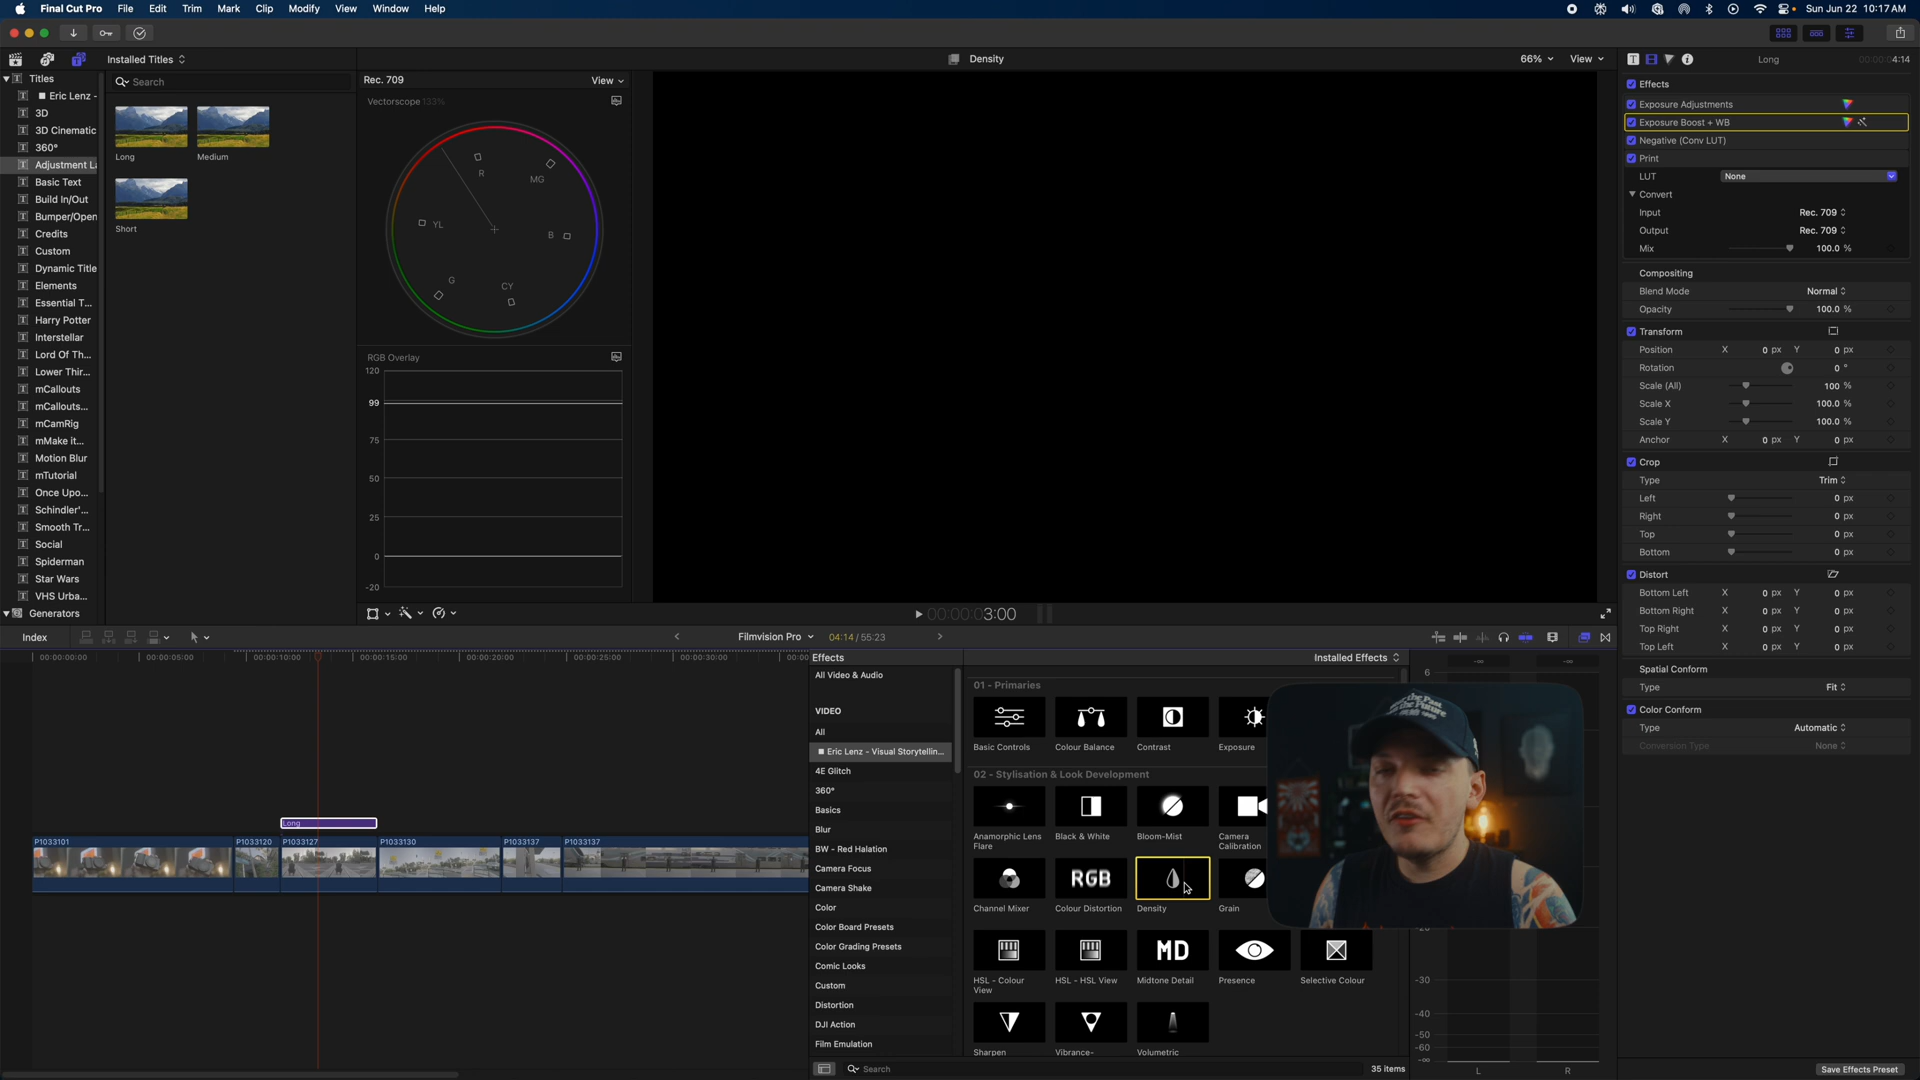 Final Cut Pro File Edit Trim Mark Clip Modify View Window Help Sun Jun 22 10:17 AM
Installed Titles
Density
66% View
Long
00:00:004:14
Titles
Search
Eric Lenz -
3D
3D Cinematic
360°
Adjustment La
Basic Text
Build In/Out
Bumper/Open
Credits
Custom
Dynamic Title
Elements
Essential T...
Harry Potter
Interstellar
Lord Of Th...
Lower Thir...
mCallouts
mCallouts...
mCamRig
mMake it...
Motion Blur
mTutorial
Once Upo...
Schindler'...
Smooth Tr...
Social
Spiderman
Star Wars
VHS Urba...
Generators
Long
Medium
Short
Rec. 709
View
Vectorscope 133%
R
MG
YL
B
G
CY
RGB Overlay
120
99
75
50
25
0
-20
00:00:003:00
Effects
Exposure Adjustments
Exposure Boost + WB
Negative (Conv LUT)
Print
LUT None
Convert
Input Rec. 709
Output Rec. 709
Mix 100.0 %
Compositing
Blend Mode Normal
Opacity 100.0 %
Transform
Position X 0 px Y 0 px
Rotation 0 °
Scale (All) 100 %
Scale X 100.0 %
Scale Y 100.0 %
Anchor X 0 px Y 0 px
Crop
Type Trim
Left 0 px
Right 0 px
Top 0 px
Bottom 0 px
Distort
Bottom Left X 0 px Y 0 px
Bottom Right X 0 px Y 0 px
Top Right X 0 px Y 0 px
Top Left X 0 px Y 0 px
Spatial Conform
Type Fit
Color Conform
Type Automatic
Conversion Type None
Save Effects Preset
Index
Filmvision Pro 04:14 / 55:23
00:00:00:00 00:00:05:00 00:00:10:00 00:00:15:00 00:00:20:00 00:00:25:00 00:00:30:00 00:00
Long
P1033101 P1033120 P1033127 P1033130 P1033137 P1033137
Effects
Installed Effects
All Video & Audio
VIDEO
All
Eric Lenz - Visual Storytellin...
4E Glitch
360°
Basics
Blur
BW - Red Halation
Camera Focus
Camera Shake
Color
Color Board Presets
Color Grading Presets
Comic Looks
Custom
Distortion
DJI Action
Film Emulation
01 - Primaries
Basic Controls
Colour Balance
Contrast
Exposure
02 - Stylisation & Look Development
Anamorphic Lens Flare
Black & White
Bloom-Mist
Camera Calibration
Channel Mixer
RGB
Colour Distortion
Density
Grain
HSL - Colour View
HSL - HSL View
MD
Midtone Detail
Presence
Selective Colour
Sharpen
Vibrance-
Volumetric
Search
35 items
-∞ -∞
6
-20
-30
-40
-50
-60
-∞
L R